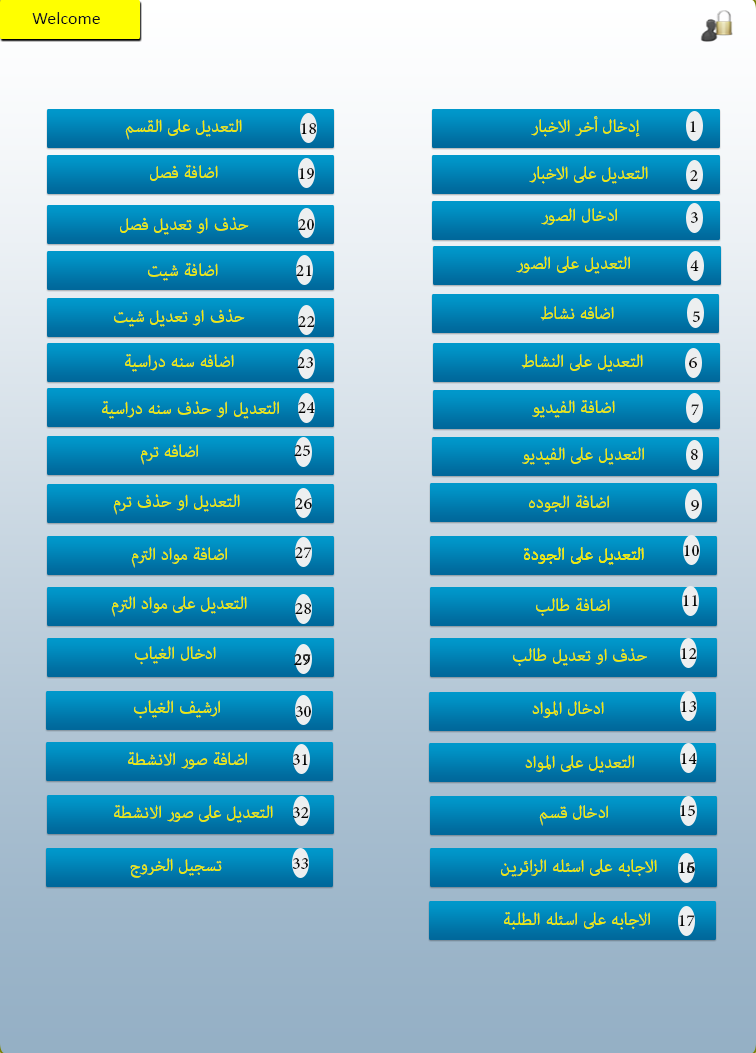 Welcome
1 إدخال أخر الاخبار
2 التعديل على الاخبار
3 ادخال الصور
4 التعديل على الصور
5 اضافه نشاط
6 التعديل على النشاط
7 اضافة الفيديو
8 التعديل على الفيديو
9 اضافة الجوده
10 التعديل على الجودة
11 اضافة طالب
12 حذف او تعديل طالب
13 ادخال المواد
14 التعديل على المواد
15 ادخال قسم
16 الاجابه على اسئله الزائرين
17 الاجابه على اسئله الطلبة
18 التعديل على القسم
19 اضافة فصل
20 حذف او تعديل فصل
21 اضافة شيت
22 حذف او تعديل شيت
23 اضافه سنه دراسية
24 التعديل او حذف سنه دراسية
25 اضافه ترم
26 التعديل او حذف ترم
27 اضافة مواد الترم
28 التعديل على مواد الترم
29 ادخال الغياب
30 ارشيف الغياب
31 اضافة صور الانشطة
32 التعديل على صور الانشطة
33 تسجيل الخروج